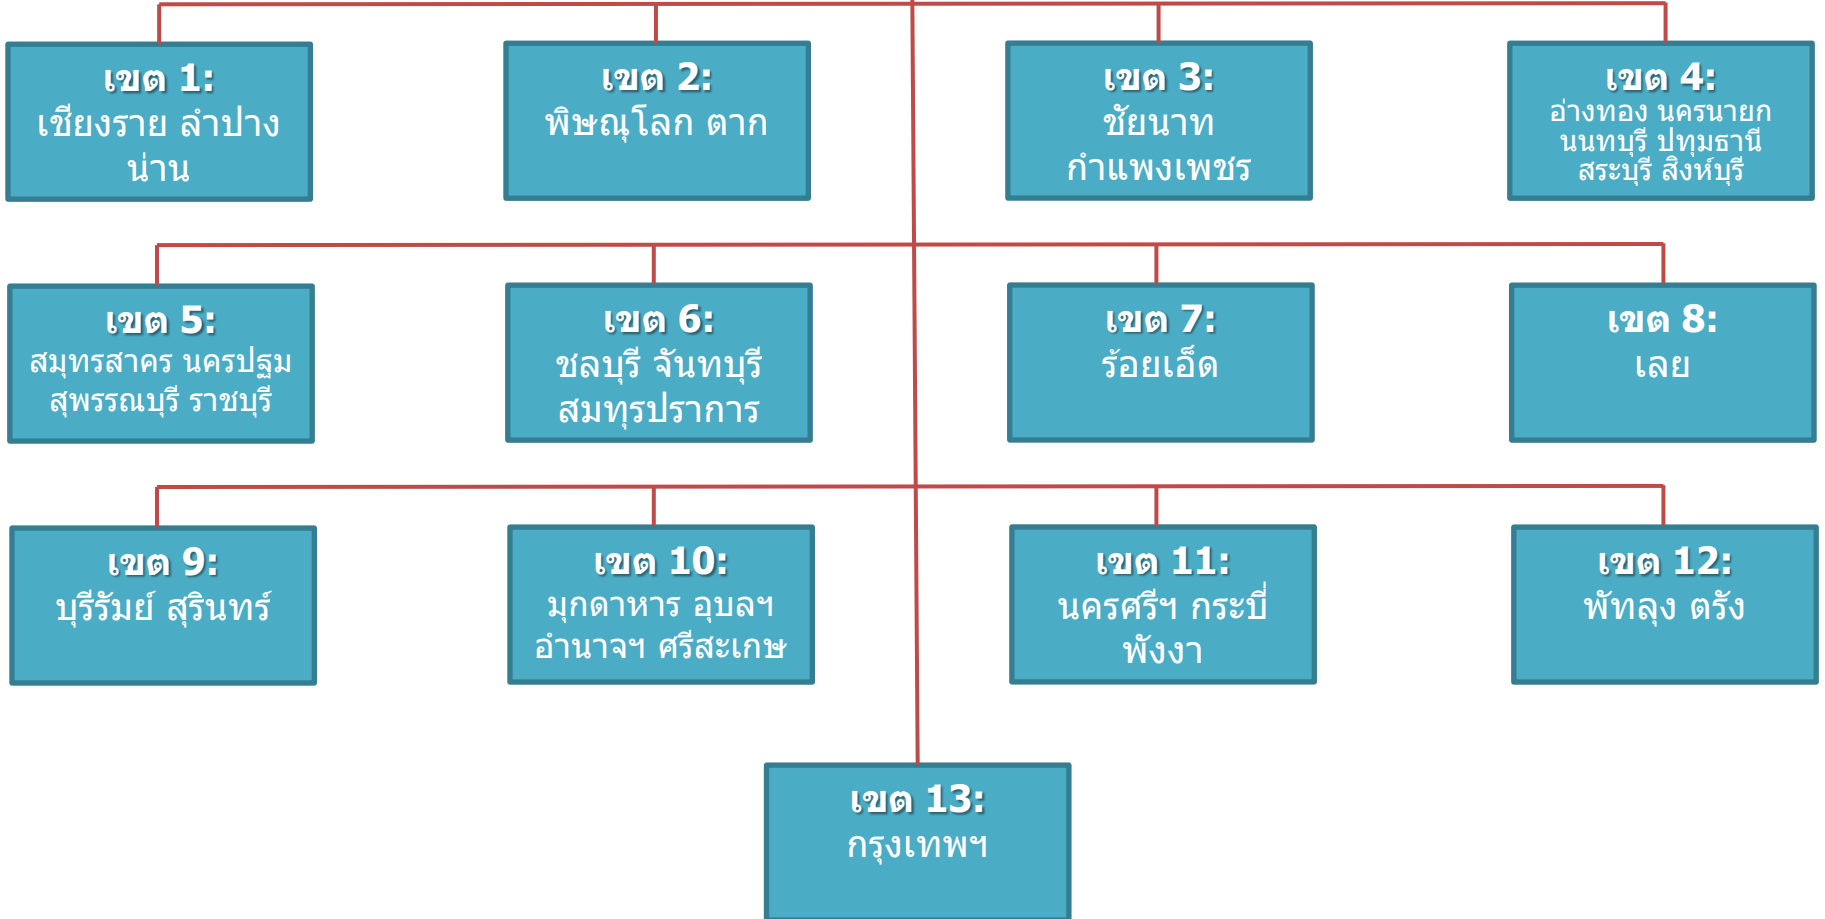 เขต 1:
เชียงราย ลำปาง
น่าน
เขต 2:
พิษณุโลก ตาก
เขต 3:
ชัยนาท
กำแพงเพชร
เขต 4:
อ่างทอง นครนายก
นนทบุรี ปทุมธานี
สระบุรี สิงห์บุรี
เขต 5:
สมุทรสาคร นครปฐม
สุพรรณบุรี ราชบุรี
เขต 6:
ชลบุรี จันทบุรี
สมทุรปราการ
เขต 7:
ร้อยเอ็ด
เขต 8:
เลย
เขต 9:
บุรีรัมย์ สุรินทร์
เขต 10:
มุกดาหาร อุบลฯ
อำนาจฯ ศรีสะเกษ
เขต 11:
นครศรีฯ กระบี่
พังงา
เขต 12:
พัทลุง ตรัง
เขต 13:
กรุงเทพฯ